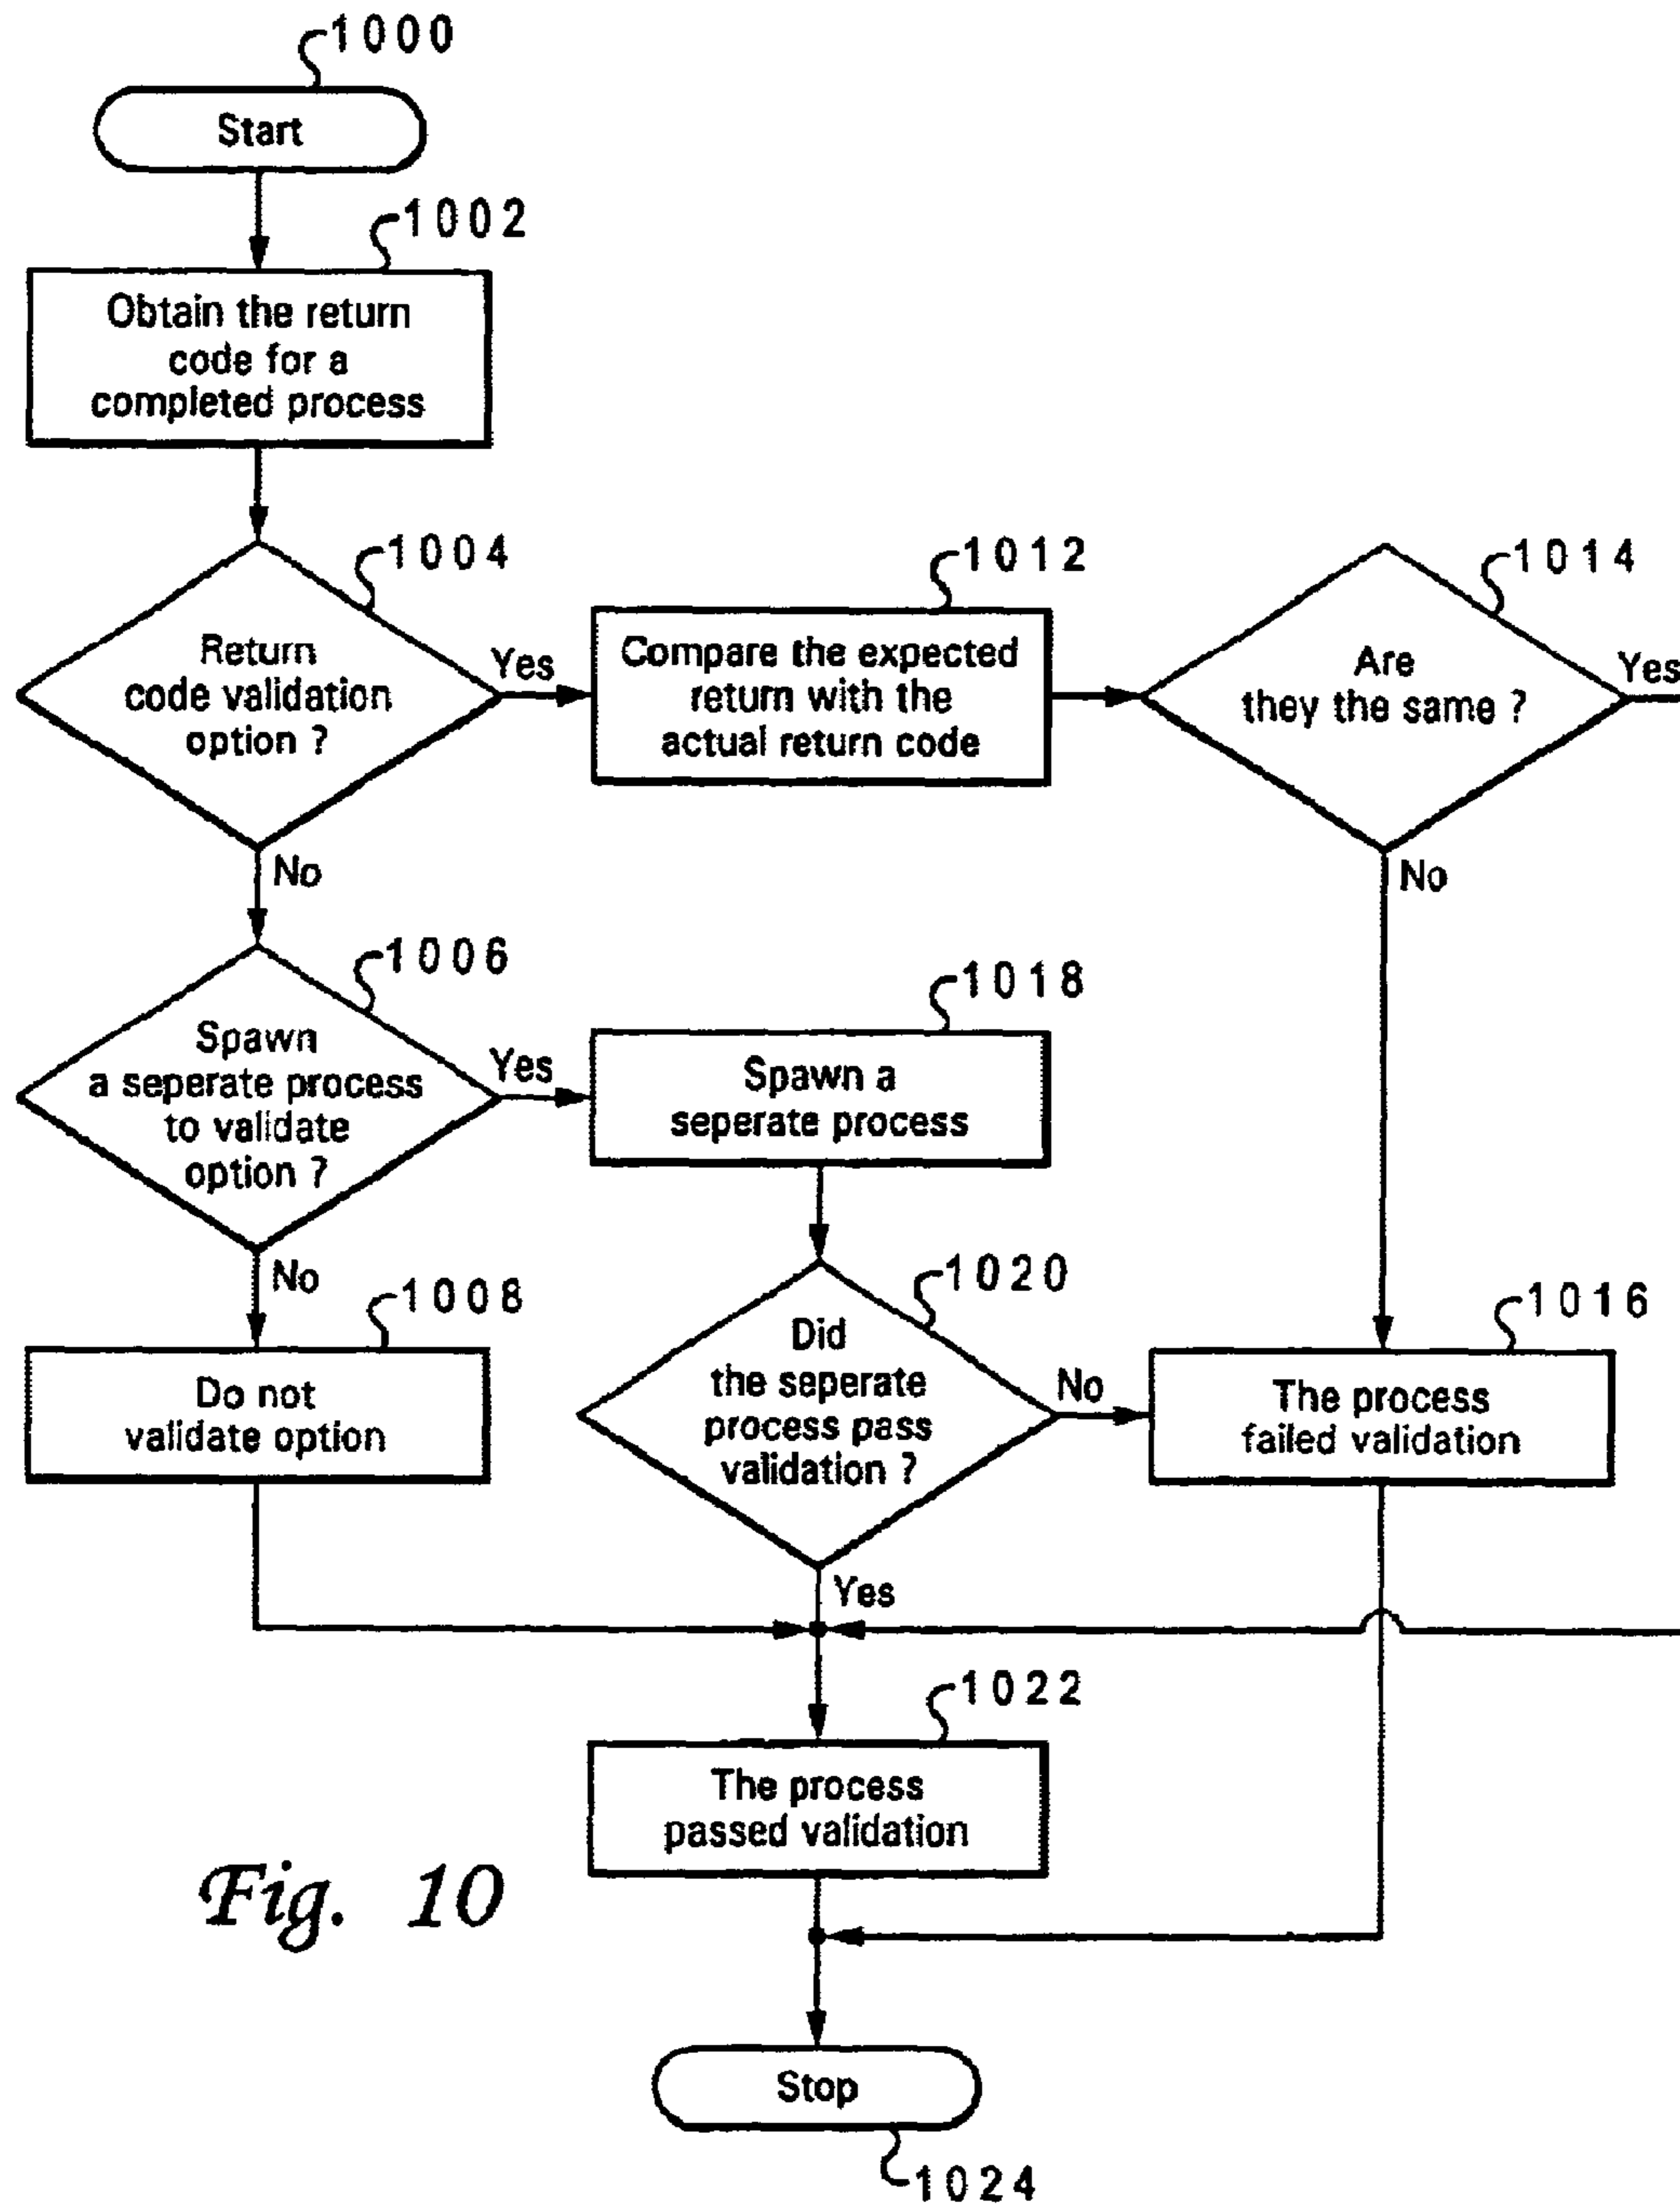 1000
Start
1002
Obtain the return
code for a
completed process
1004
Return
code validation
option ?
Yes
No
1012
Compare the expected
return with the
actual return code
1014
Are
they the same ?
Yes
No
1006
Spawn
a seperate process
to validate
option ?
Yes
No
1018
Spawn a
seperate process
1008
Do not
validate option
1020
Did
the seperate
process pass
validation ?
No
Yes
1016
The process
failed validation
1022
The process
passed validation
Fig. 10
Stop
1024